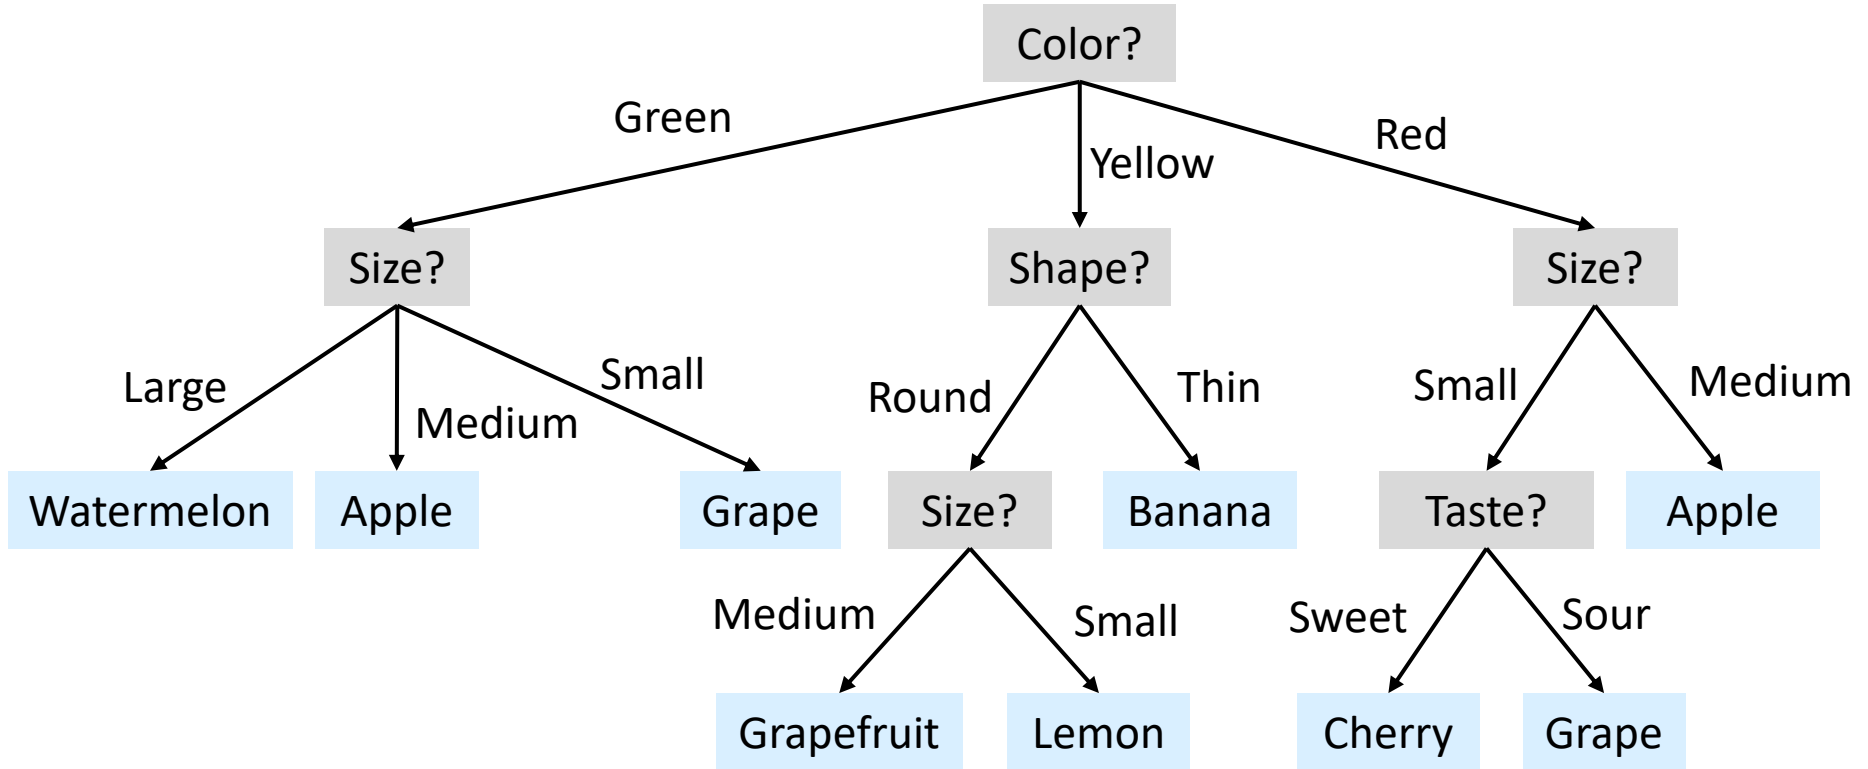 Color?
Green
Yellow
Red
Size?
Shape?
Size?
Large
Medium
Small
Round
Thin
Small
Medium
Watermelon
Apple
Grape
Size?
Banana
Taste?
Apple
Medium
Small
Sweet
Sour
Grapefruit
Lemon
Cherry
Grape